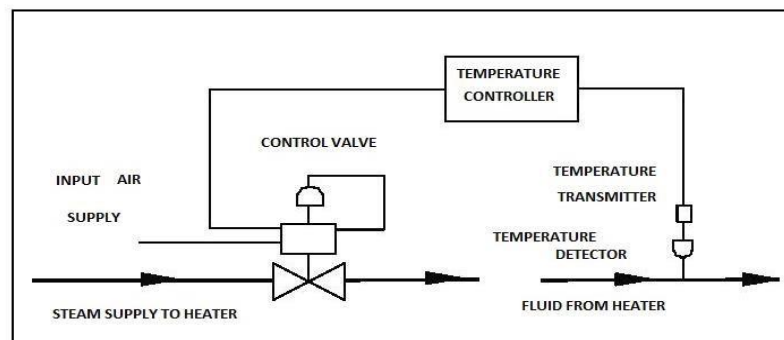 TEMPERATURE
CONTROLLER
CONTROL VALVE
INPUT AIR
SUPPLY
TEMPERATURE
TRANSMITTER
TEMPERATURE
DETECTOR
STEAM SUPPLY TO HEATER
FLUID FROM HEATER